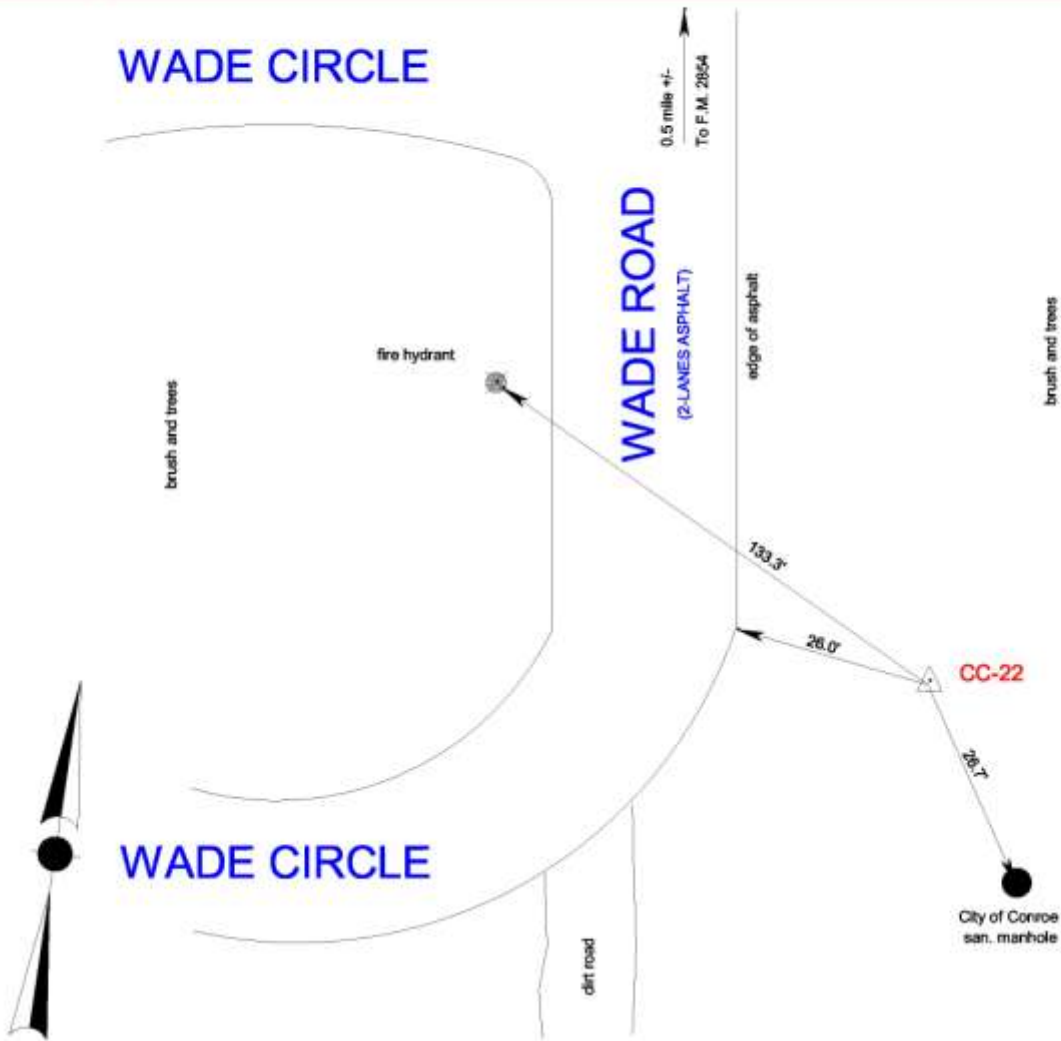 WADE CIRCLE
0.5 mile +/-
To F.M. 2854
WADE ROAD
(2-LANES ASPHALT)
edge of asphalt
brush and trees
fire hydrant
brush and trees
133.3'
26.0'
CC-22
26.7'
WADE CIRCLE
City of Conroe
san. manhole
dirt road